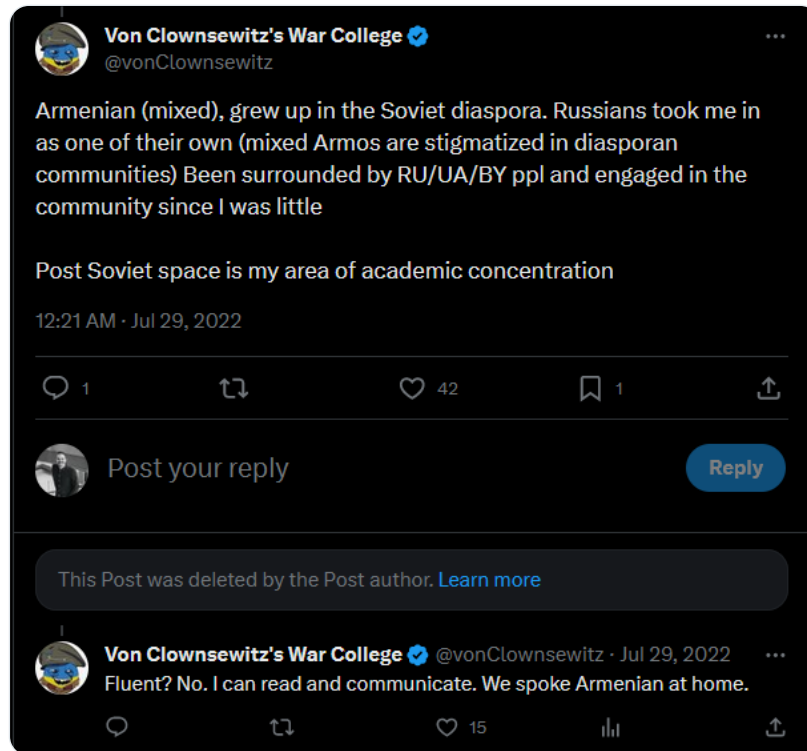 Von Clownsewitz's War College
@vonClownsewitz
Armenian (mixed), grew up in the Soviet diaspora. Russians took me in
as one of their own (mixed Armos are stigmatized in diasporan
communities) Been surrounded by RU/UA/BY ppl and engaged in the
community since I was little
Post Soviet space is my area of academic concentration
12:21 AM · Jul 29, 2022
1 42 1
Post your reply Reply
This Post was deleted by the Post author. Learn more
Von Clownsewitz's War College @vonClownsewitz · Jul 29, 2022
Fluent? No. I can read and communicate. We spoke Armenian at home.
15